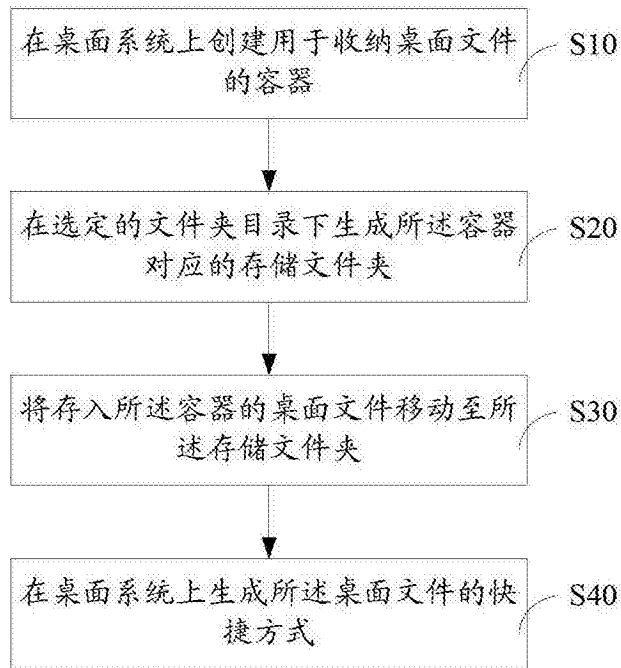 在桌面系统上创建用于收纳桌面文件
的容器
S10
在选定的文件夹目录下生成所述容器
对应的存储文件夹
S20
将存入所述容器的桌面文件移动至所
述存储文件夹
S30
在桌面系统上生成所述桌面文件的快
捷方式
S40